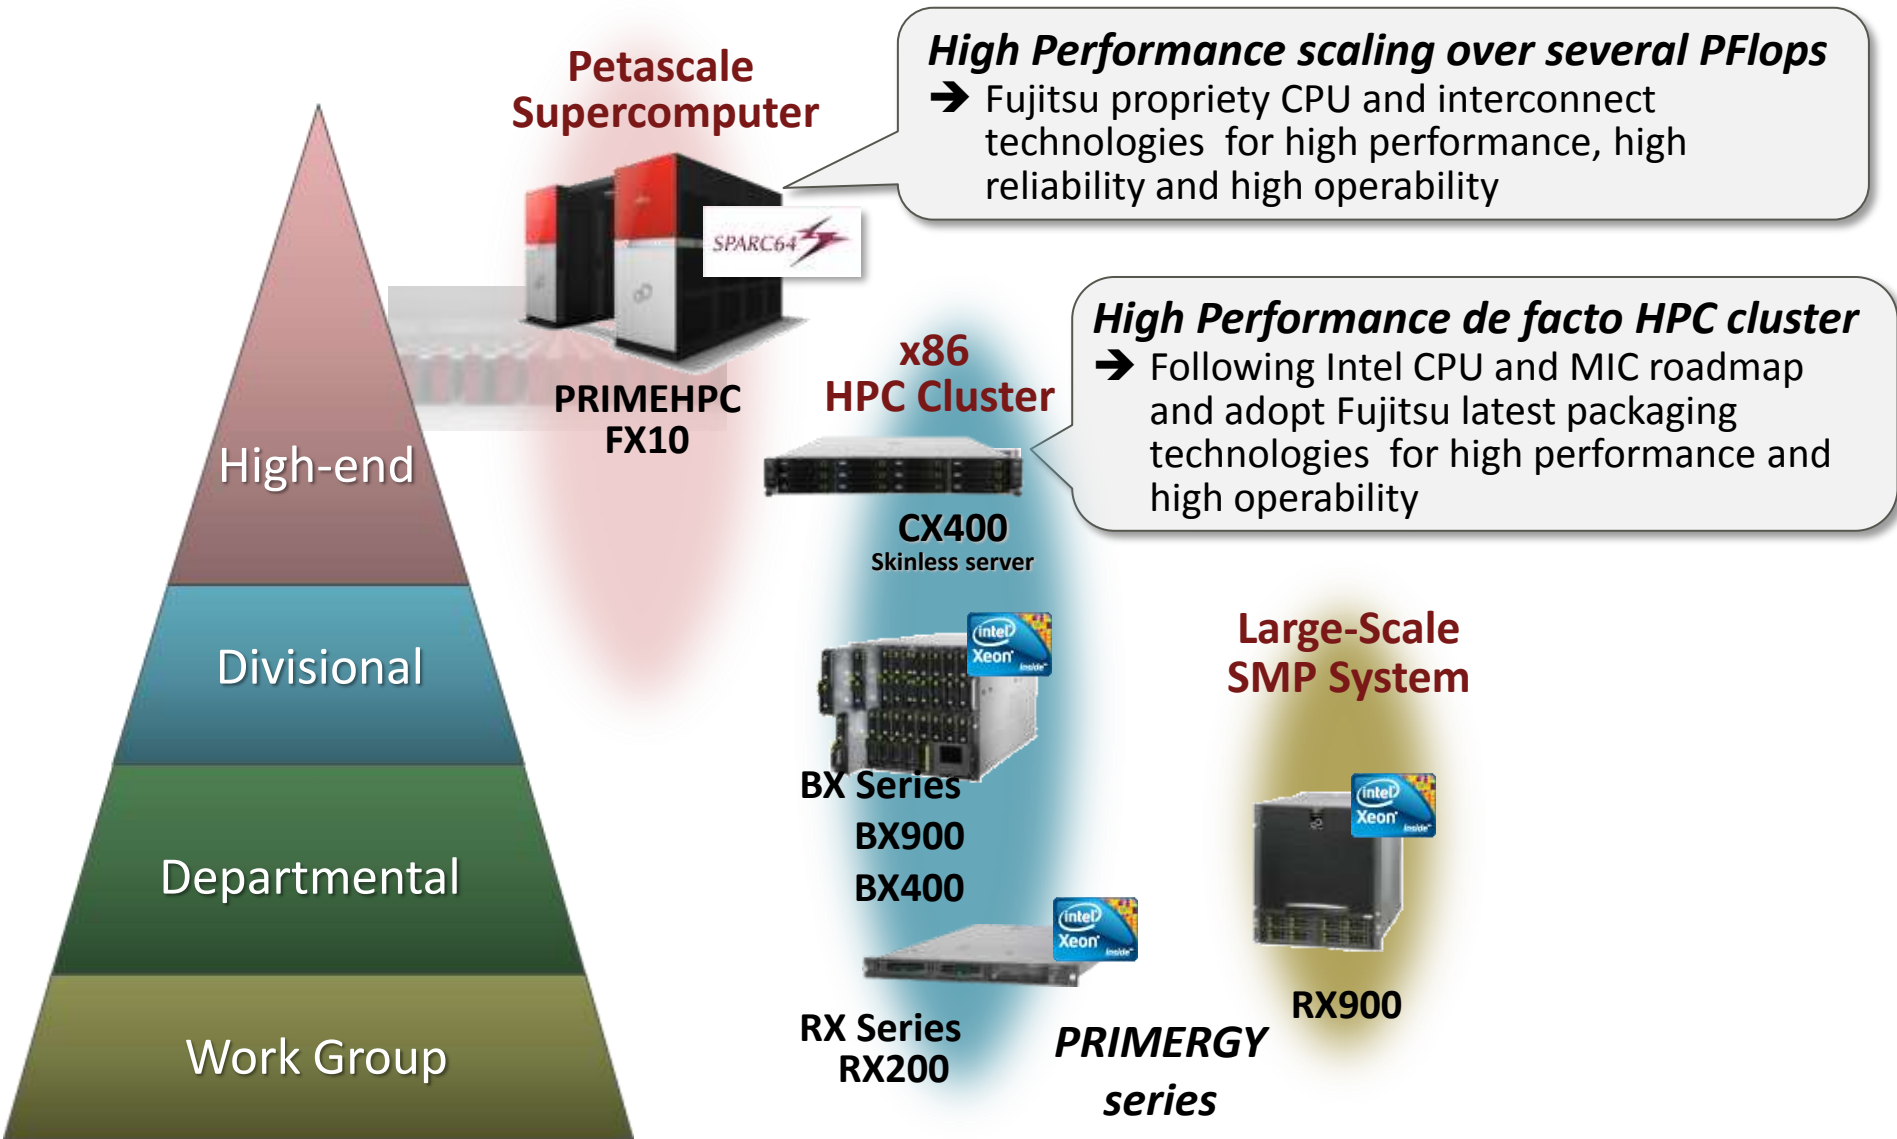 Petascale
Supercomputer
High Performance scaling over several PFlops
➔ Fujitsu propriety CPU and interconnect
technologies for high performance, high
reliability and high operability
SPARC64
PRIMEHPC
FX10
x86
HPC Cluster
High Performance de facto HPC cluster
➔ Following Intel CPU and MIC roadmap
and adopt Fujitsu latest packaging
technologies for high performance and
high operability
CX400
Skinless server
High-end
Divisional
Departmental
Work Group
intel
Xeon
inside™
BX Series
BX900
BX400
intel
Xeon
inside™
RX Series
RX200
PRIMERGY
series
Large-Scale
SMP System
intel
Xeon
inside™
RX900